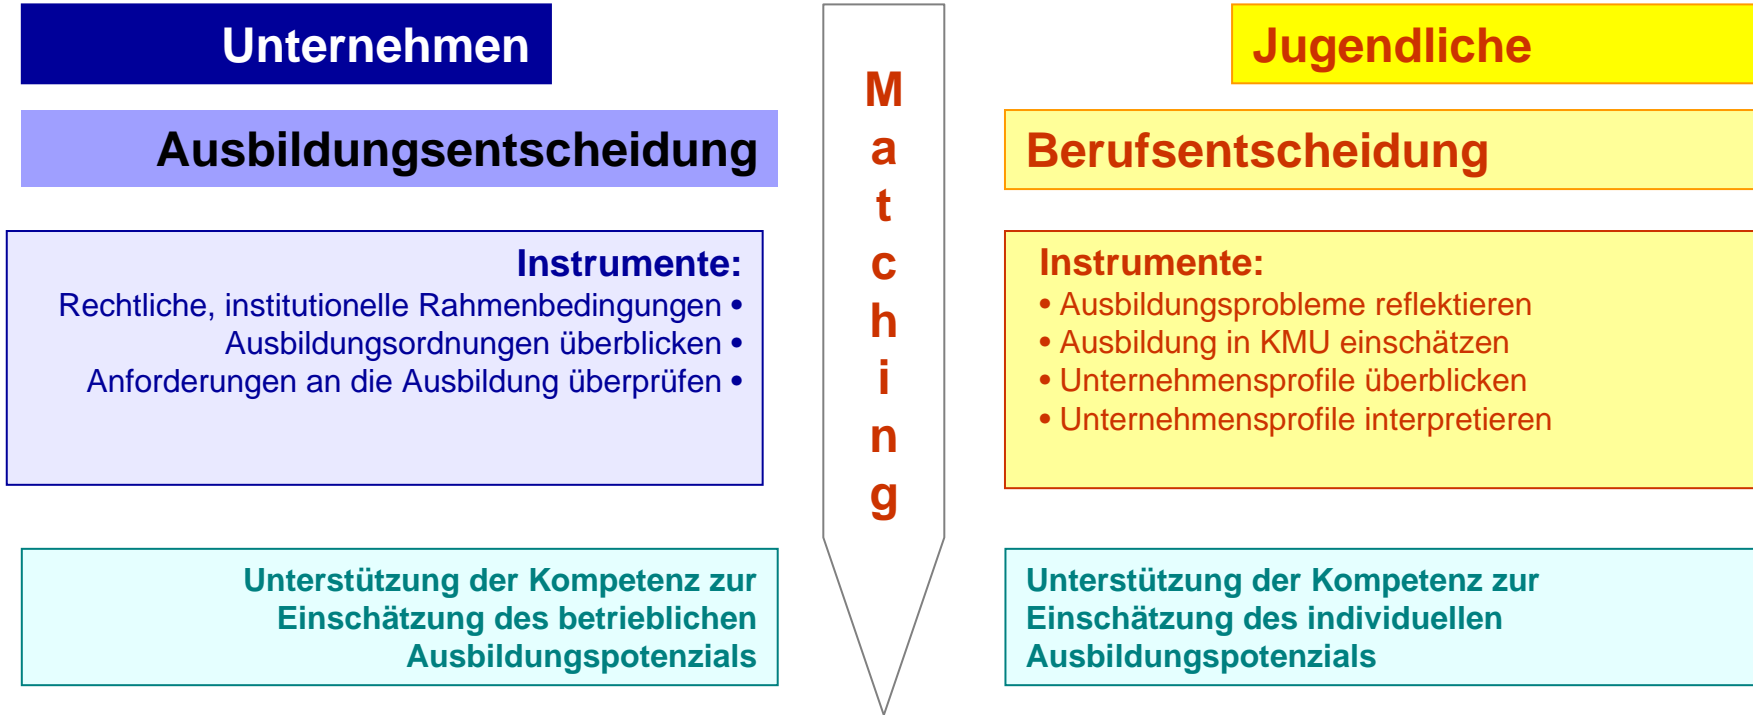 Unternehmen
Ausbildungsentscheidung
Instrumente:
Rechtliche, institutionelle Rahmenbedingungen •
Ausbildungsordnungen überblicken •
Anforderungen an die Ausbildung überprüfen •
Unterstützung der Kompetenz zur
Einschätzung des betrieblichen
Ausbildungspotenzials
M
a
t
c
h
i
n
g
Jugendliche
Berufsentscheidung
Instrumente:
• Ausbildungsprobleme reflektieren
• Ausbildung in KMU einschätzen
• Unternehmensprofile überblicken
• Unternehmensprofile interpretieren
Unterstützung der Kompetenz zur
Einschätzung des individuellen
Ausbildungspotenzials